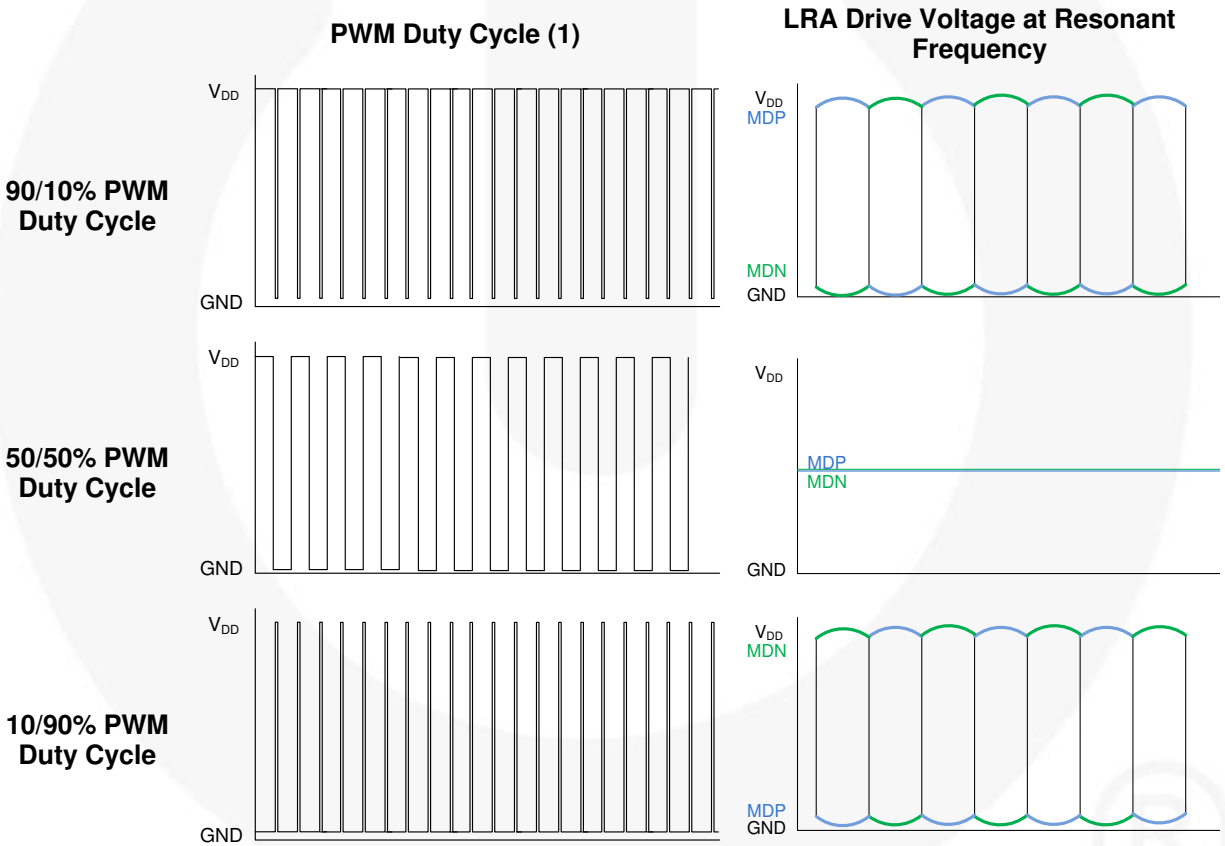 PWM Duty Cycle (1)
LRA Drive Voltage at Resonant
Frequency
90/10% PWM
Duty Cycle
VDD
GND
VDD
MDP
MDN
GND
50/50% PWM
Duty Cycle
VDD
GND
VDD
MDP
MDN
GND
10/90% PWM
Duty Cycle
VDD
GND
VDD
MDN
MDP
GND